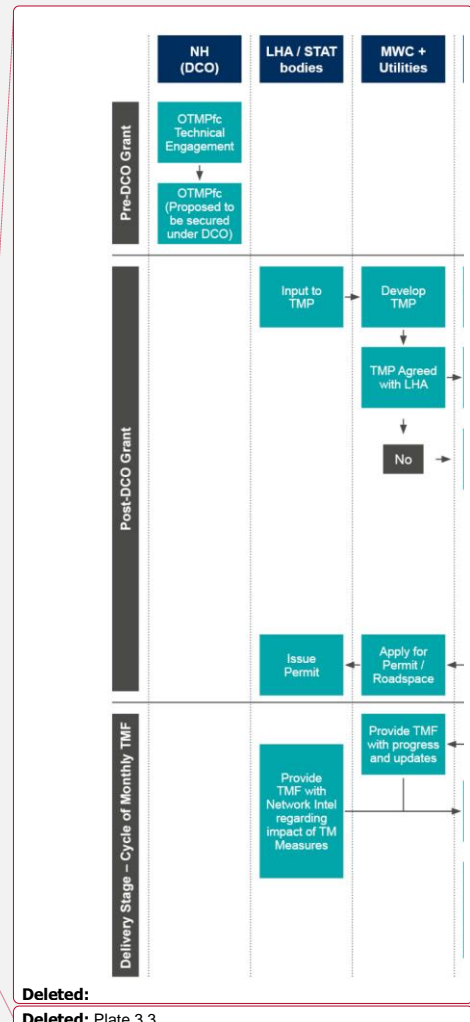 NH
(DCO)
LHA / STAT
bodies
MWC +
Utilities
Pre-DCO Grant
OTMPfc
Technical
Engagement
OTMPfc
(Proposed to
be secured
under DCO)
Post-DCO Grant
Input to
TMP
Develop
TMP
TMP Agreed
with LHA
No
Issue
Permit
Apply for
Permit /
Roadspace
Delivery Stage – Cycle of Monthly TMF
Provide TMF
with progress
and updates
Provide
TMF with
Network Intel
regarding
impact of TM
Measures
Deleted:
Deleted: Plate 3.3